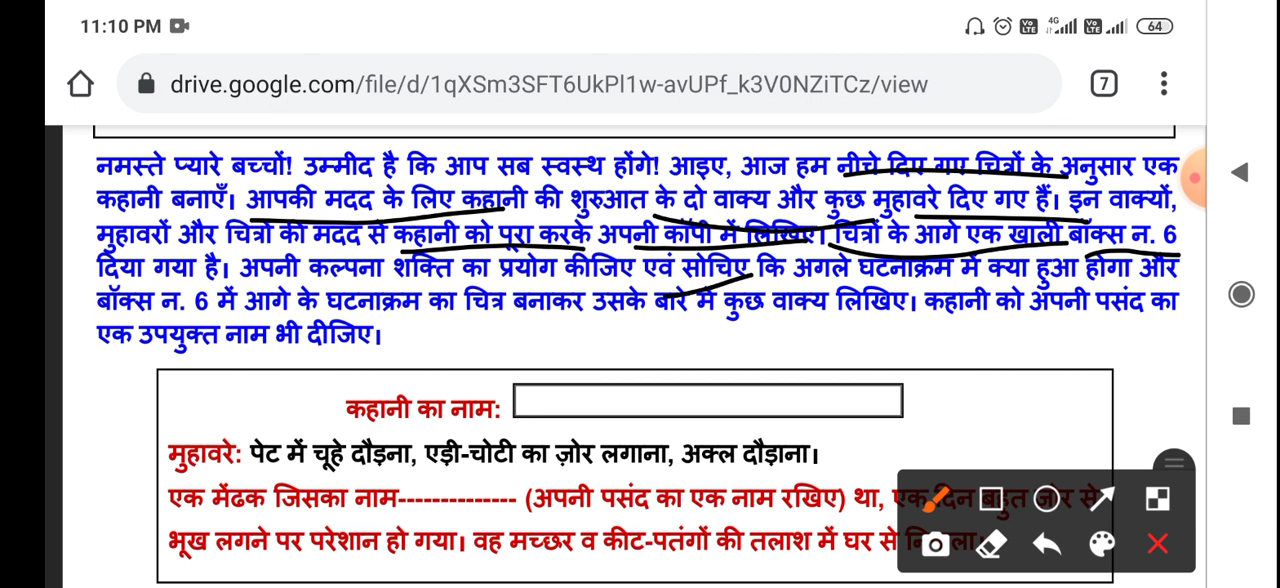 11:10 PM
4G
64
drive.google.com/file/d/1qXSm3SFT6UkPl1w-avUPf_k3V0NZiTCz/view
7
नमस्ते प्यारे बच्चों! उम्मीद है कि आप सब स्वस्थ होंगे! आइए, आज हम नीचे दिए गए चित्रों के अनुसार एक
कहानी बनाएँ। आपकी मदद के लिए कहानी की शुरुआत के दो वाक्य और कुछ मुहावरे दिए गए हैं। इन वाक्यों,
मुहावरों और चित्रों की मदद से कहानी को पूरा करके अपनी कॉपी में लिखिए। चित्रों के आगे एक खाली बॉक्स न. 6
दिया गया है। अपनी कल्पना शक्ति का प्रयोग कीजिए एवं सोचिए कि अगले घटनाक्रम में क्या हुआ होगा और
बॉक्स न. 6 में आगे के घटनाक्रम का चित्र बनाकर उसके बारे में कुछ वाक्य लिखिए। कहानी को अपनी पसंद का
एक उपयुक्त नाम भी दीजिए।
कहानी का नाम:
मुहावरे: पेट में चूहे दौड़ना, एड़ी-चोटी का ज़ोर लगाना, अक्ल दौड़ाना।
एक मेंढक जिसका नाम-------------- (अपनी पसंद का एक नाम रखिए) था, एक दिन बहुत ज़ोर से
भूख लगने पर परेशान हो गया। वह मच्छर व कीट-पतंगों की तलाश में घर से